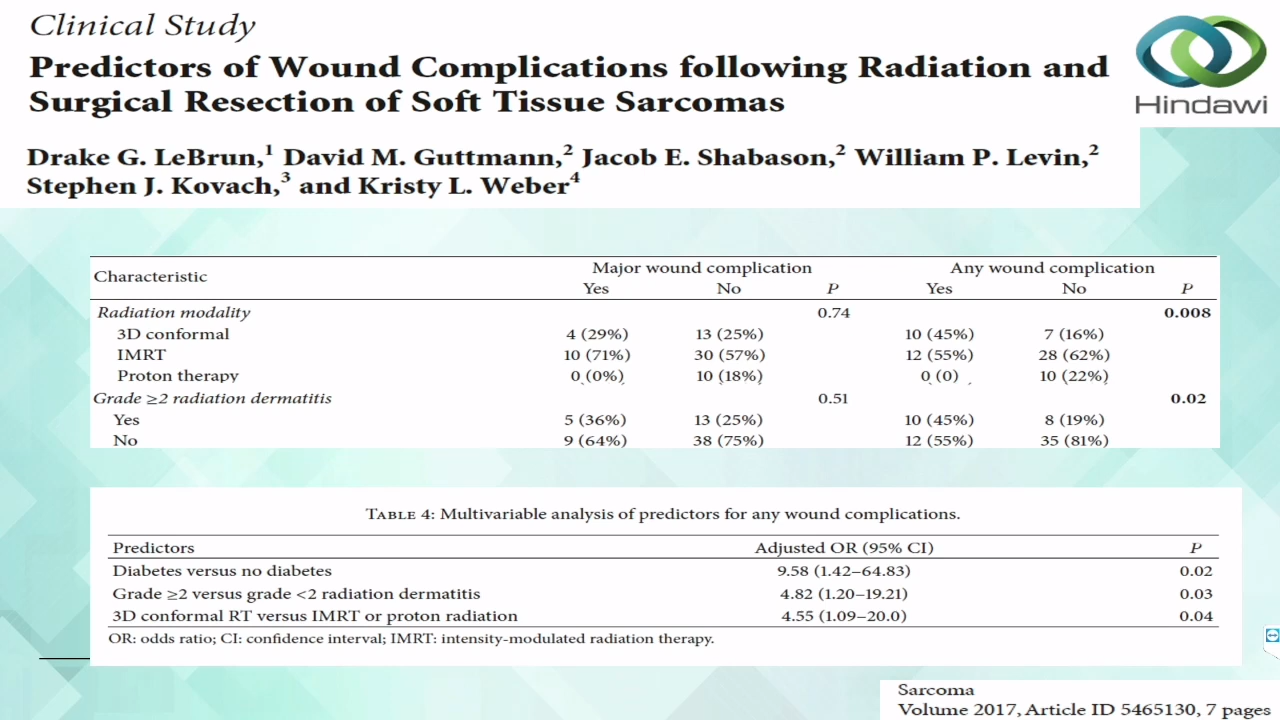 Clinical Study
Predictors of Wound Complications following Radiation and
Surgical Resection of Soft Tissue Sarcomas
Hindawi
Drake G. LeBrun,1 David M. Guttmann,2 Jacob E. Shabason,2 William P. Levin,2
Stephen J. Kovach,3 and Kristy L. Weber4
Characteristic Major wound complication Any wound complication
Yes No P Yes No P
Radiation modality 0.74 0.008
3D conformal 4 (29%) 13 (25%) 10 (45%) 7 (16%)
IMRT 10 (71%) 30 (57%) 12 (55%) 28 (62%)
Proton therapy 0 (0%) 10 (18%) 0 (0) 10 (22%)
Grade ≥2 radiation dermatitis 0.51 0.02
Yes 5 (36%) 13 (25%) 10 (45%) 8 (19%)
No 9 (64%) 38 (75%) 12 (55%) 35 (81%)
TABLE 4: Multivariable analysis of predictors for any wound complications.
Predictors Adjusted OR (95% CI) P
Diabetes versus no diabetes 9.58 (1.42–64.83) 0.02
Grade ≥2 versus grade <2 radiation dermatitis 4.82 (1.20–19.21) 0.03
3D conformal RT versus IMRT or proton radiation 4.55 (1.09–20.0) 0.04
OR: odds ratio; CI: confidence interval; IMRT: intensity-modulated radiation therapy.
Sarcoma
Volume 2017, Article ID 5465130, 7 pages